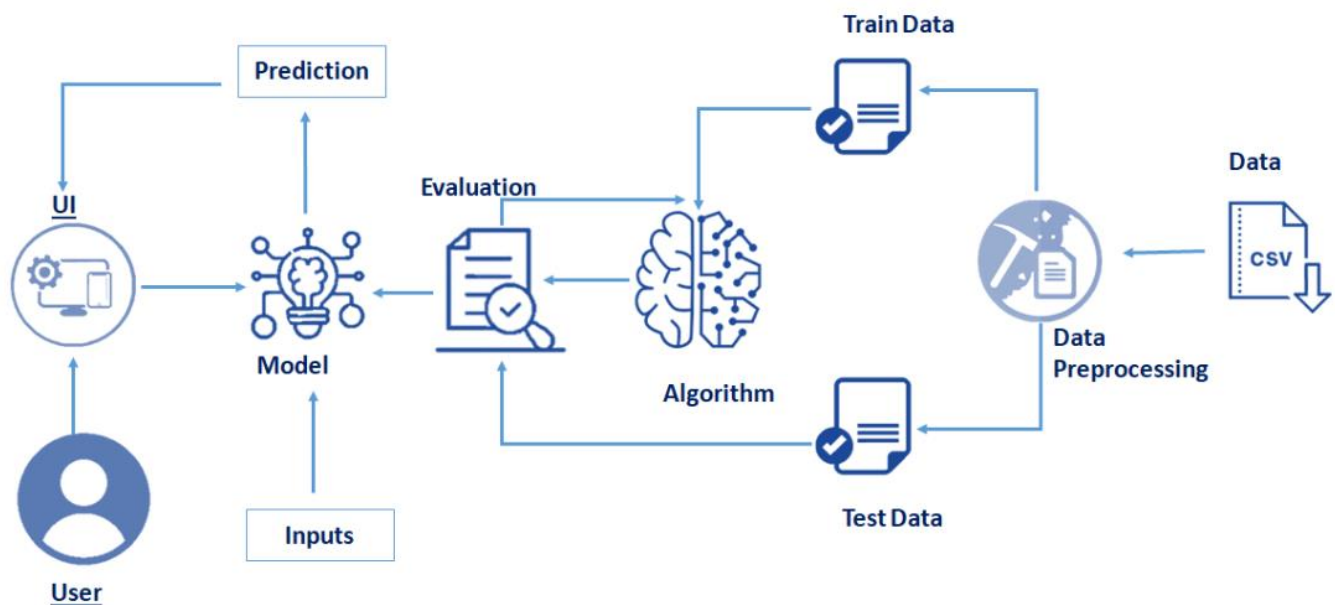 Train Data
Prediction
Data
Evaluation
UI
CSV
Model
Data
Preprocessing
Algorithm
Test Data
Inputs
User